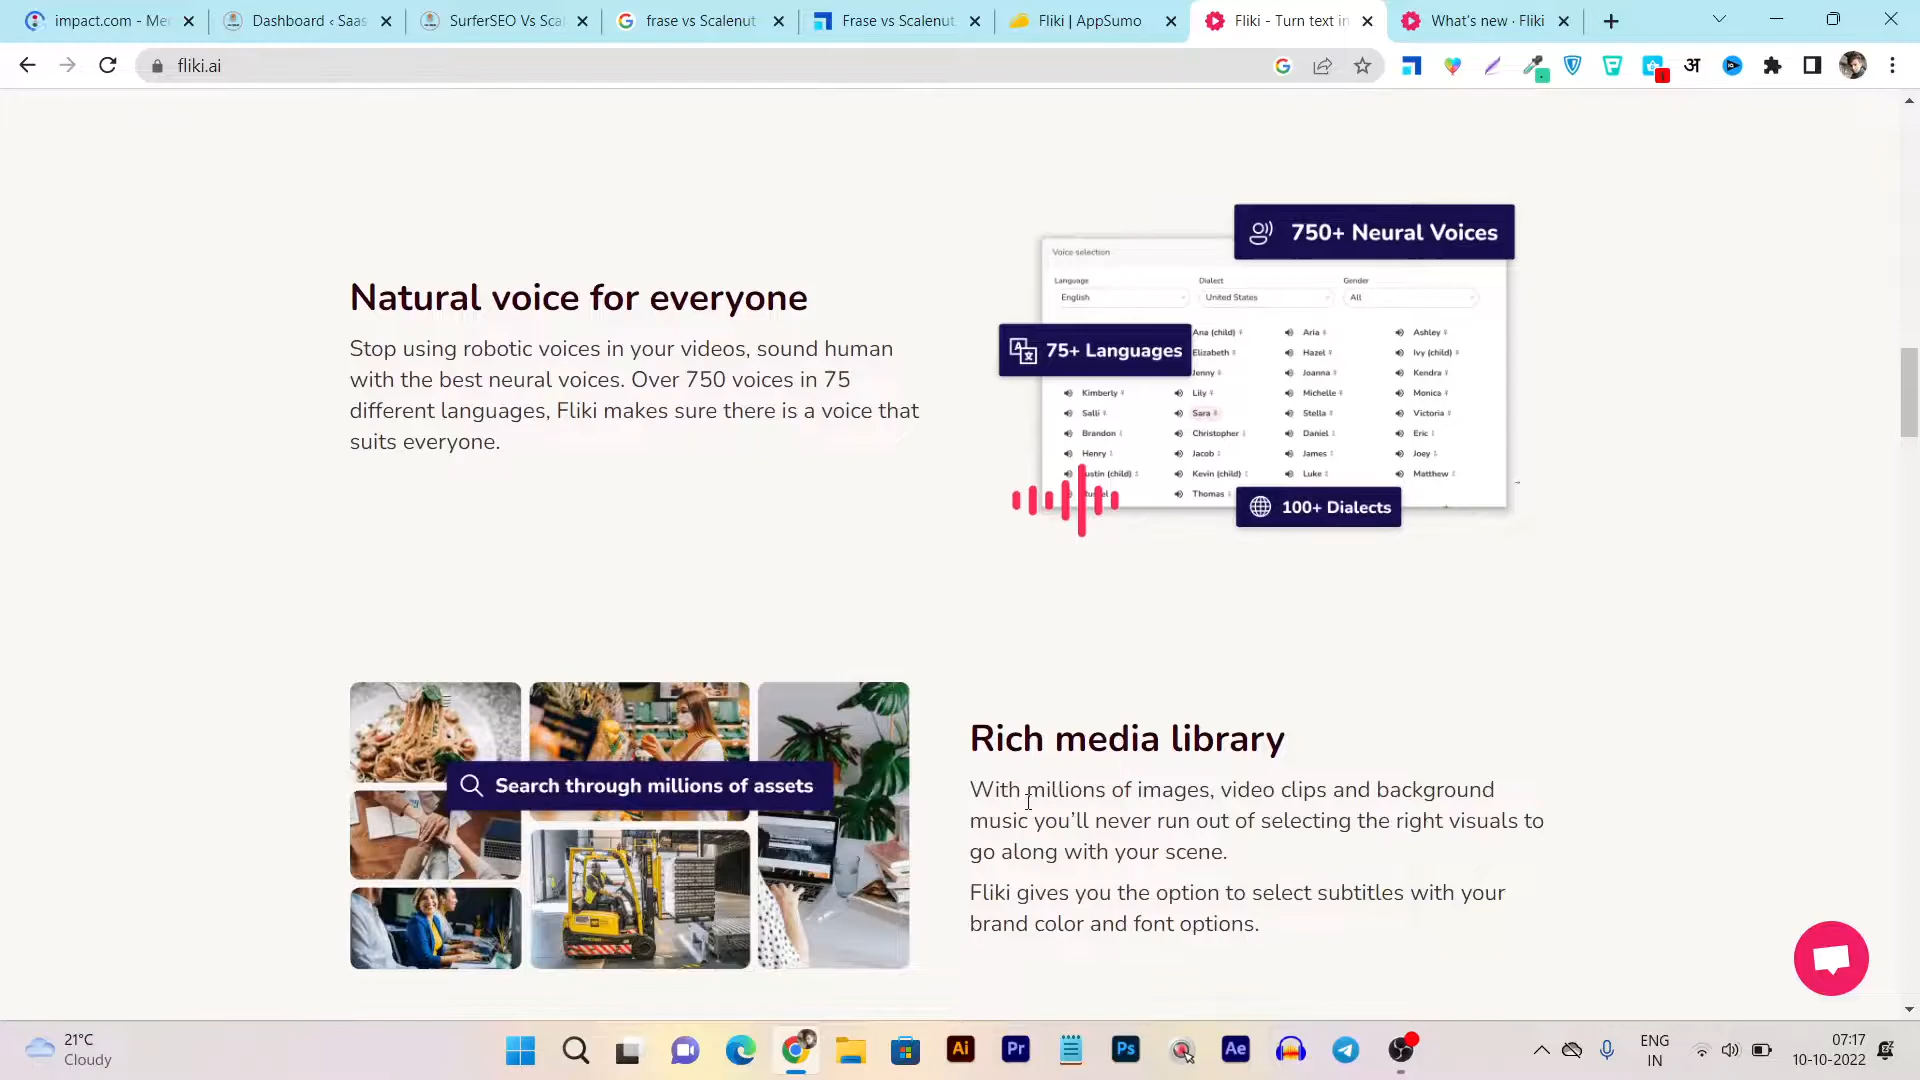 impact.com - Me
Dashboard ‹ Saas
SurferSEO Vs Sca
frase vs Scalenut
Frase vs Scalenut
Fliki | AppSumo
Fliki - Turn text in
What's new · Fliki
fliki.ai
750+ Neural Voices
Voice selection
Language
Dialect
Gender
English
United States
All
75+ Languages
Ana (child)
Aria
Ashley
Elizabeth
Hazel
Ivy (child)
Jenny
Joanna
Kendra
Kimberly
Lily
Michelle
Monica
Salli
Sara
Stella
Victoria
Brandon
Christopher
Daniel
Eric
Henry
Jacob
James
Joey
(child)
Kevin (child)
Luke
Matthew
Thomas
100+ Dialects
Natural voice for everyone
Stop using robotic voices in your videos, sound human
with the best neural voices. Over 750 voices in 75
different languages, Fliki makes sure there is a voice that
suits everyone.
Search through millions of assets
Rich media library
With millions of images, video clips and background
music you'll never run out of selecting the right visuals to
go along with your scene.
Fliki gives you the option to select subtitles with your
brand color and font options.
21°C
Cloudy
Ai
Pr
Ps
Ae
ENG
IN
07:17
10-10-2022